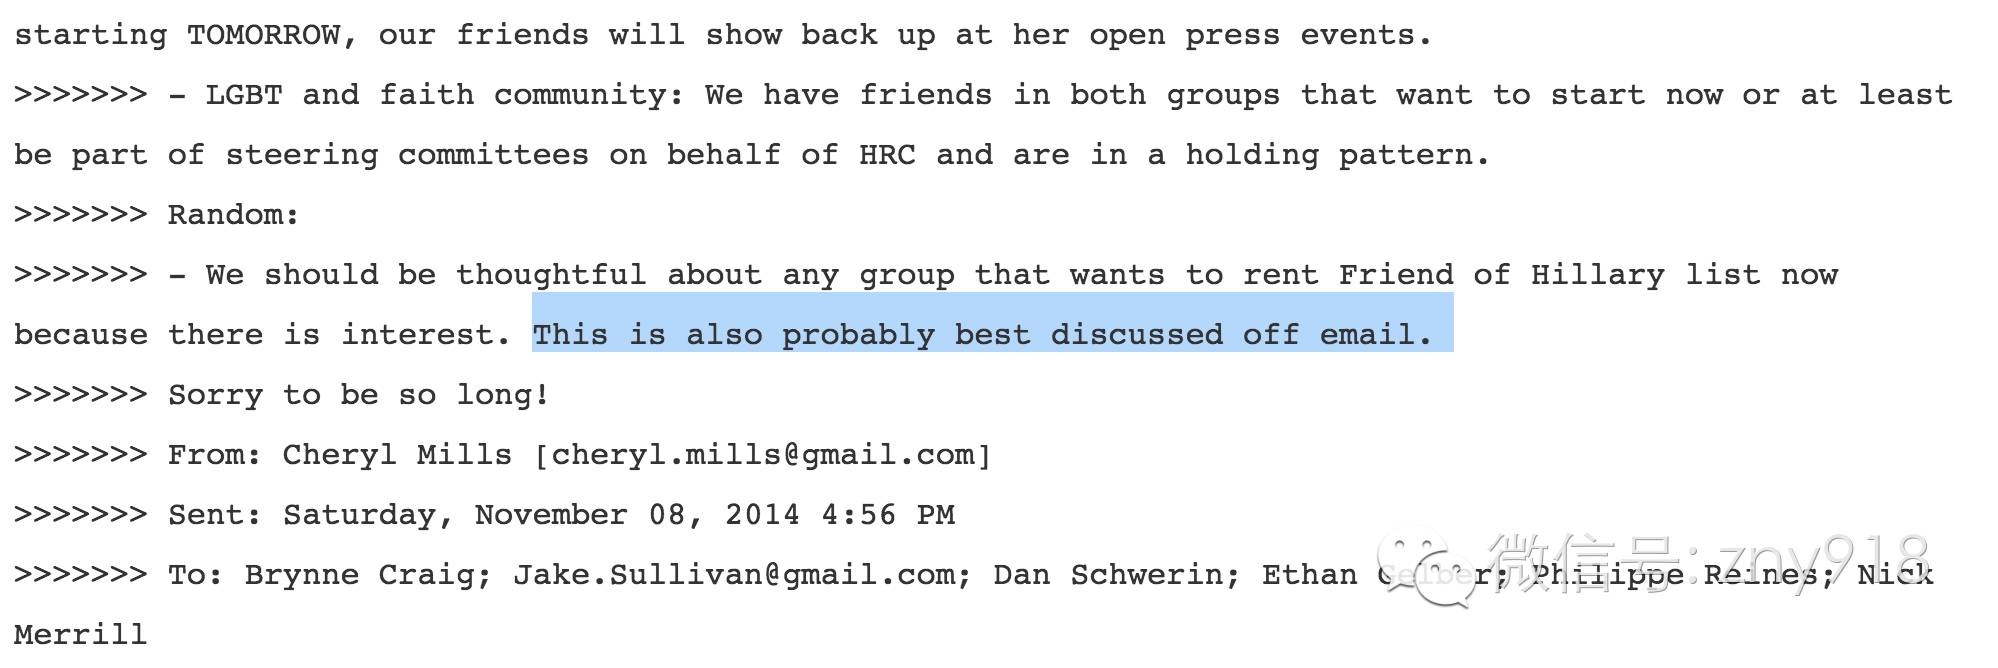 starting TOMORROW, our friends will show back up at her open press events.
>>>>>>> - LGBT and faith community: We have friends in both groups that want to start now or at least
be part of steering committees on behalf of HRC and are in a holding pattern.
>>>>>>> Random:
>>>>>>> - We should be thoughtful about any group that wants to rent Friend of Hillary list now
because there is interest. This is also probably best discussed off email.
>>>>>>> Sorry to be so long!
>>>>>>> From: Cheryl Mills [cheryl.mills@gmail.com]
>>>>>>> Sent: Saturday, November 08, 2014 4:56 PM
>>>>>>> To: Brynne Craig; Jake.Sullivan@gmail.com; Dan Schwerin; Ethan Gelber; Philippe Reines; Nick
Merrill
微信号: zny918